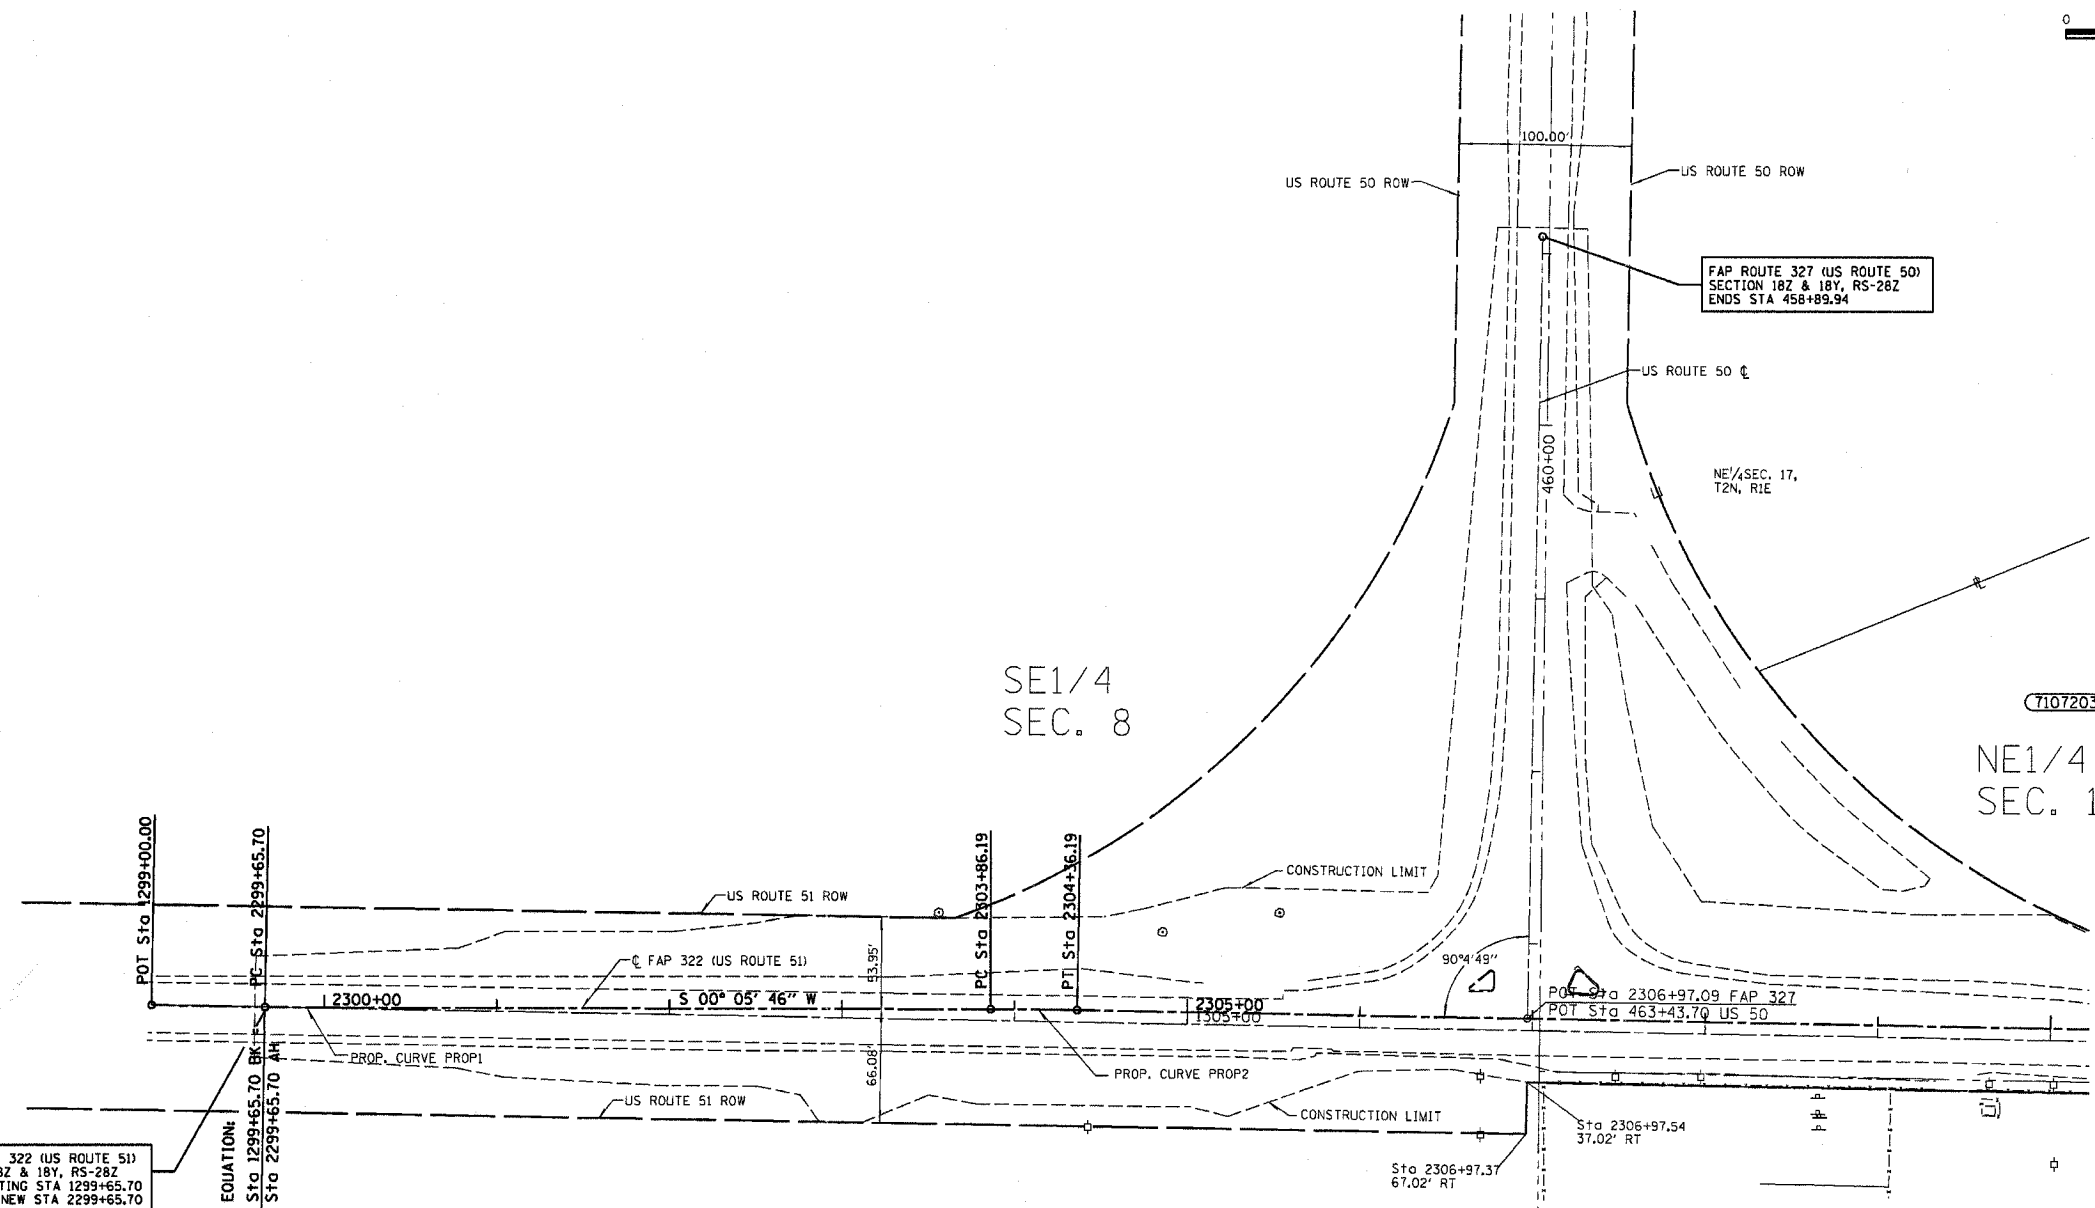 0
100.00'
US ROUTE 50 ROW
US ROUTE 50 ROW
FAP ROUTE 327 (US ROUTE 50)
SECTION 18Z & 18Y, RS-28Z
ENDS STA 458+89.94
US ROUTE 50 ℄
460+00
NE1/4SEC. 17,
T2N, R1E
℄
SE1/4
SEC. 8
7107203
NE1/4
SEC. 1
POT Sta 1299+00.00
PC Sta 2299+65.70
PC Sta 2303+86.19
PT Sta 2304+36.19
CONSTRUCTION LIMIT
US ROUTE 51 ROW
53.95'
℄ FAP 322 (US ROUTE 51)
90°4'49"
2300+00
S 00° 05' 46" W
2305+00
1305+00
POT Sta 2306+97.09 FAP 327
POT Sta 463+43.70 US 50
PROP. CURVE PROP1
PROP. CURVE PROP2
66.08'
US ROUTE 51 ROW
CONSTRUCTION LIMIT
Sta 2306+97.54
37.02' RT
Sta 2306+97.37
67.02' RT
EQUATION:
Sta 1299+65.70 BK =
Sta 2299+65.70 AH
322 (US ROUTE 51)
8Z & 18Y, RS-28Z
TING STA 1299+65.70
NEW STA 2299+65.70